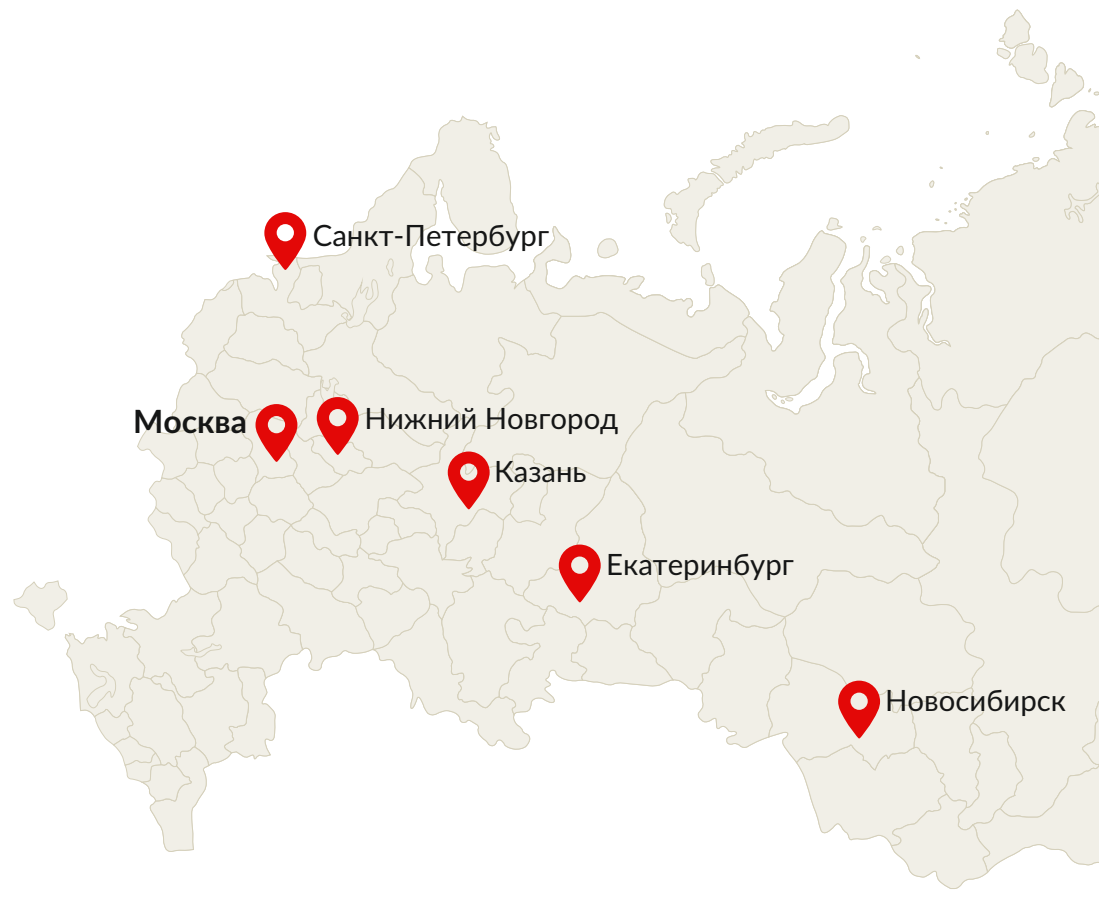 Санкт-Петербург
Москва
Нижний Новгород
Казань
Екатеринбург
Новосибирск